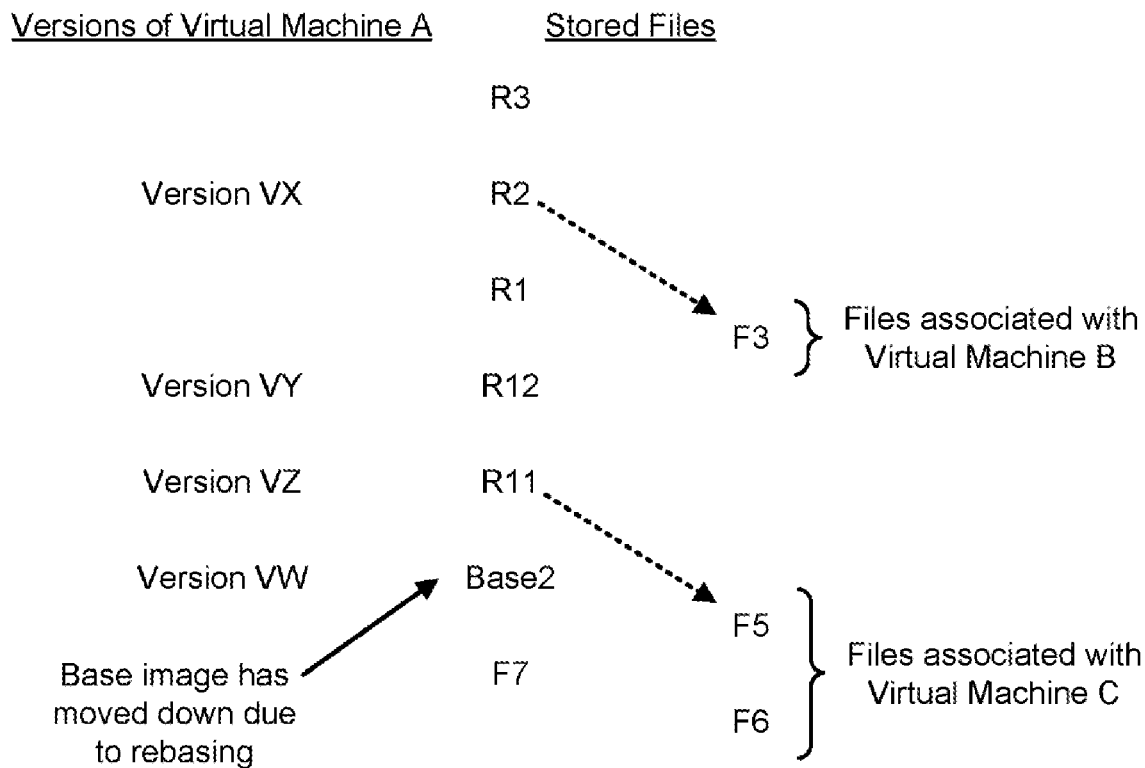 Versions of Virtual Machine A Stored Files
R3
Version VX R2
R1
F3 Files associated with
Virtual Machine B
Version VY R12
Version VZ R11
Version VW Base2
F5
Base image has
moved down due
to rebasing
F7
Files associated with
Virtual Machine C
F6